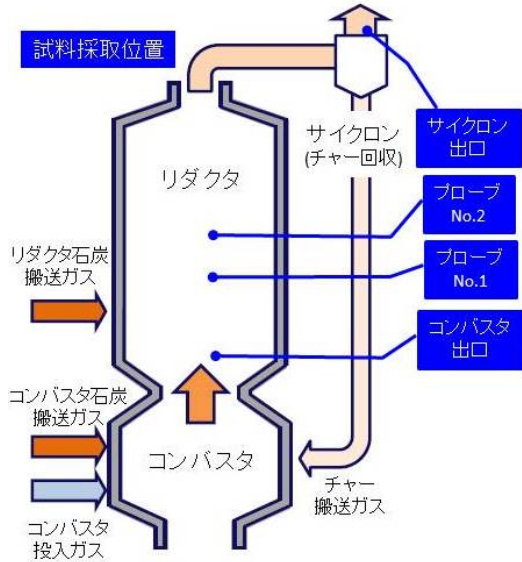 試料採取位置
リダクタ
サイクロン
(チャー回収)
サイクロン
出口
プローブ
No.2
プローブ
No.1
コンバスタ
出口
リダクタ石炭
搬送ガス
コンバスタ石炭
搬送ガス
コンバスタ
コンバスタ
投入ガス
チャー
搬送ガス